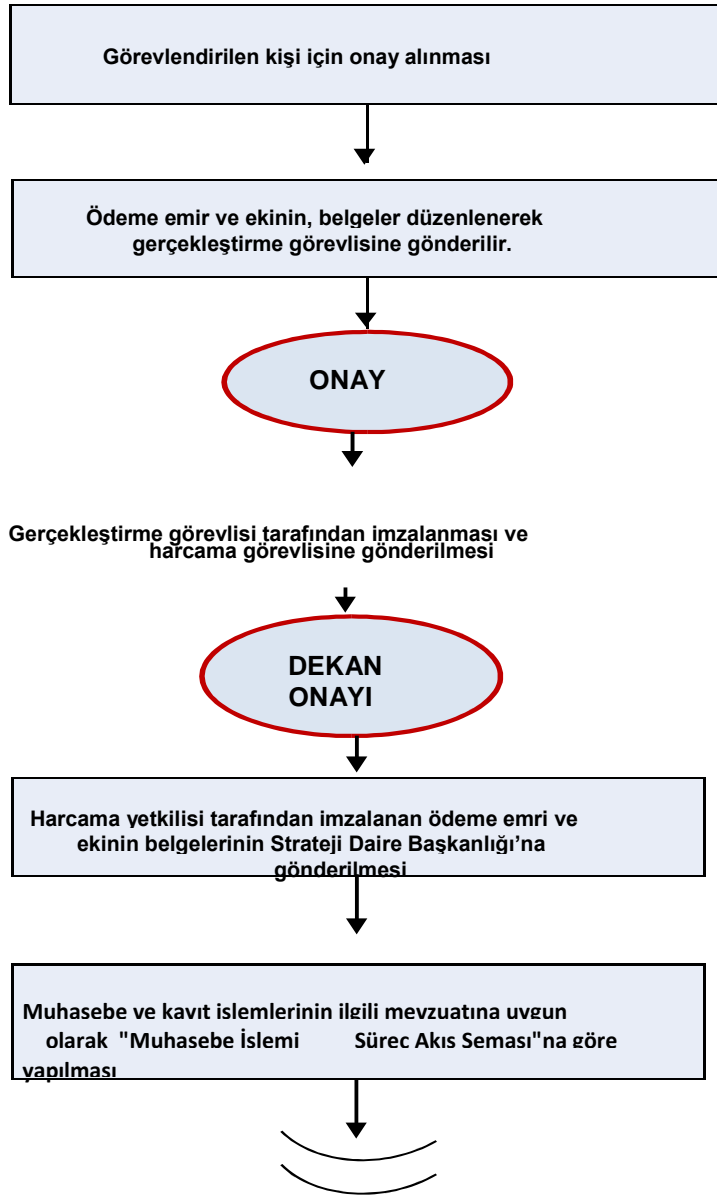 Görevlendirilen kişi için onay alınması
Ödeme emir ve ekinin, belgeler düzenlenerek
gerçekleştirme görevlisine gönderilir.
ONAY
Gerçekleştirme görevlisi tarafından imzalanması ve
harcama görevlisine gönderilmesi
DEKAN
ONAYI
Harcama yetkilisi tarafından imzalanan ödeme emri ve
ekinin belgelerinin Strateji Daire Başkanlığı’na
gönderilmesi
Muhasebe ve kayıt işlemlerinin ilgili mevzuatına uygun
olarak "Muhasebe İşlemi Süreç Akış Şeması"na göre
yapılması